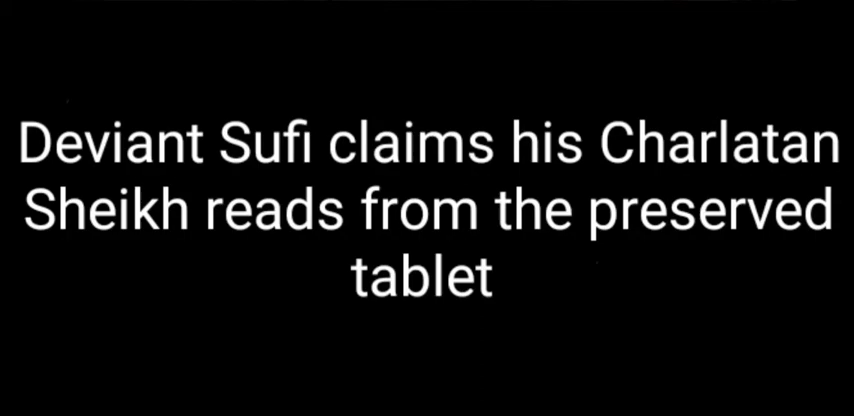 Deviant Sufi claims his Charlatan
Sheikh reads from the preserved
tablet